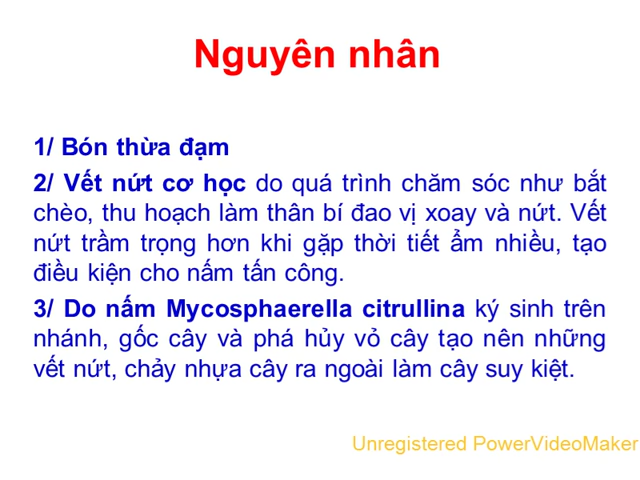 Nguyên nhân
1/ Bón thừa đạm
2/ Vết nứt cơ học do quá trình chăm sóc như bắt
chèo, thu hoạch làm thân bí đao vị xoay và nứt. Vết
nứt trầm trọng hơn khi gặp thời tiết ẩm nhiều, tạo
điều kiện cho nấm tấn công.
3/ Do nấm Mycosphaerella citrullina ký sinh trên
nhánh, gốc cây và phá hủy vỏ cây tạo nên những
vết nứt, chảy nhựa cây ra ngoài làm cây suy kiệt.
Unregistered PowerVideoMaker